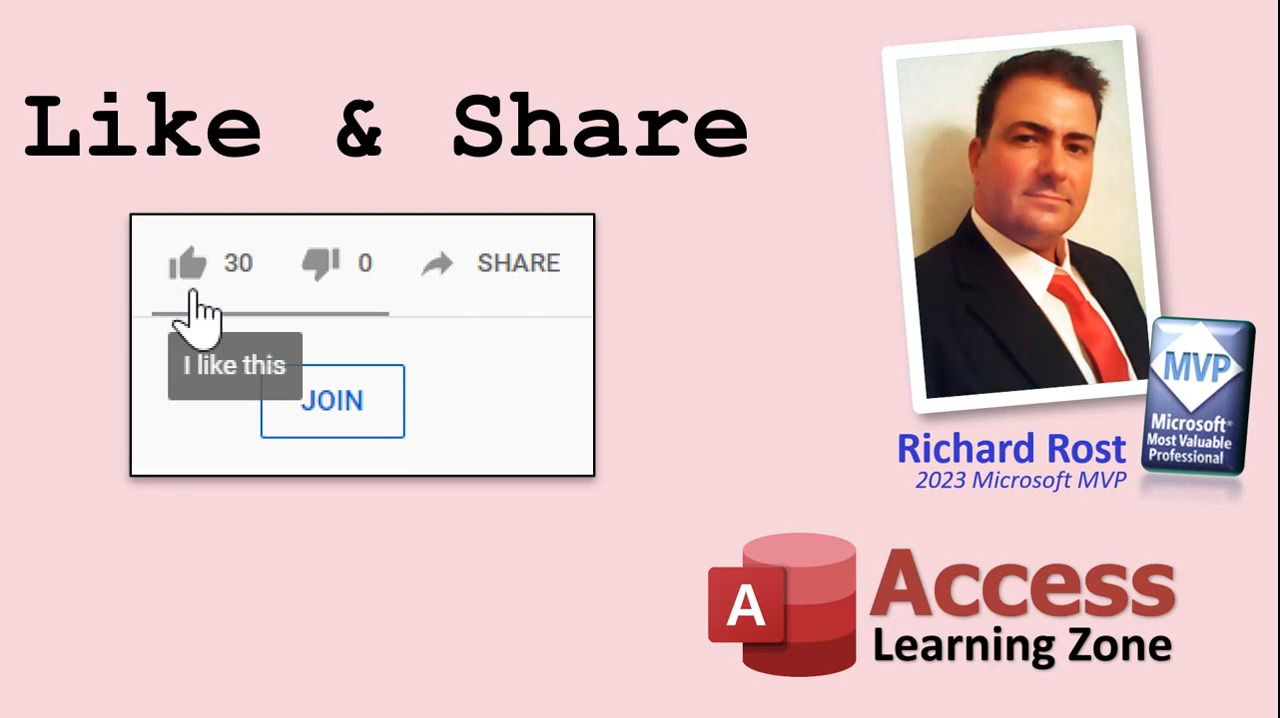 Like & Share
30 0 SHARE
I like this
JOIN
MVP
Microsoft®
Most Valuable
Professional
Richard Rost
2023 Microsoft MVP
A Access
Learning Zone